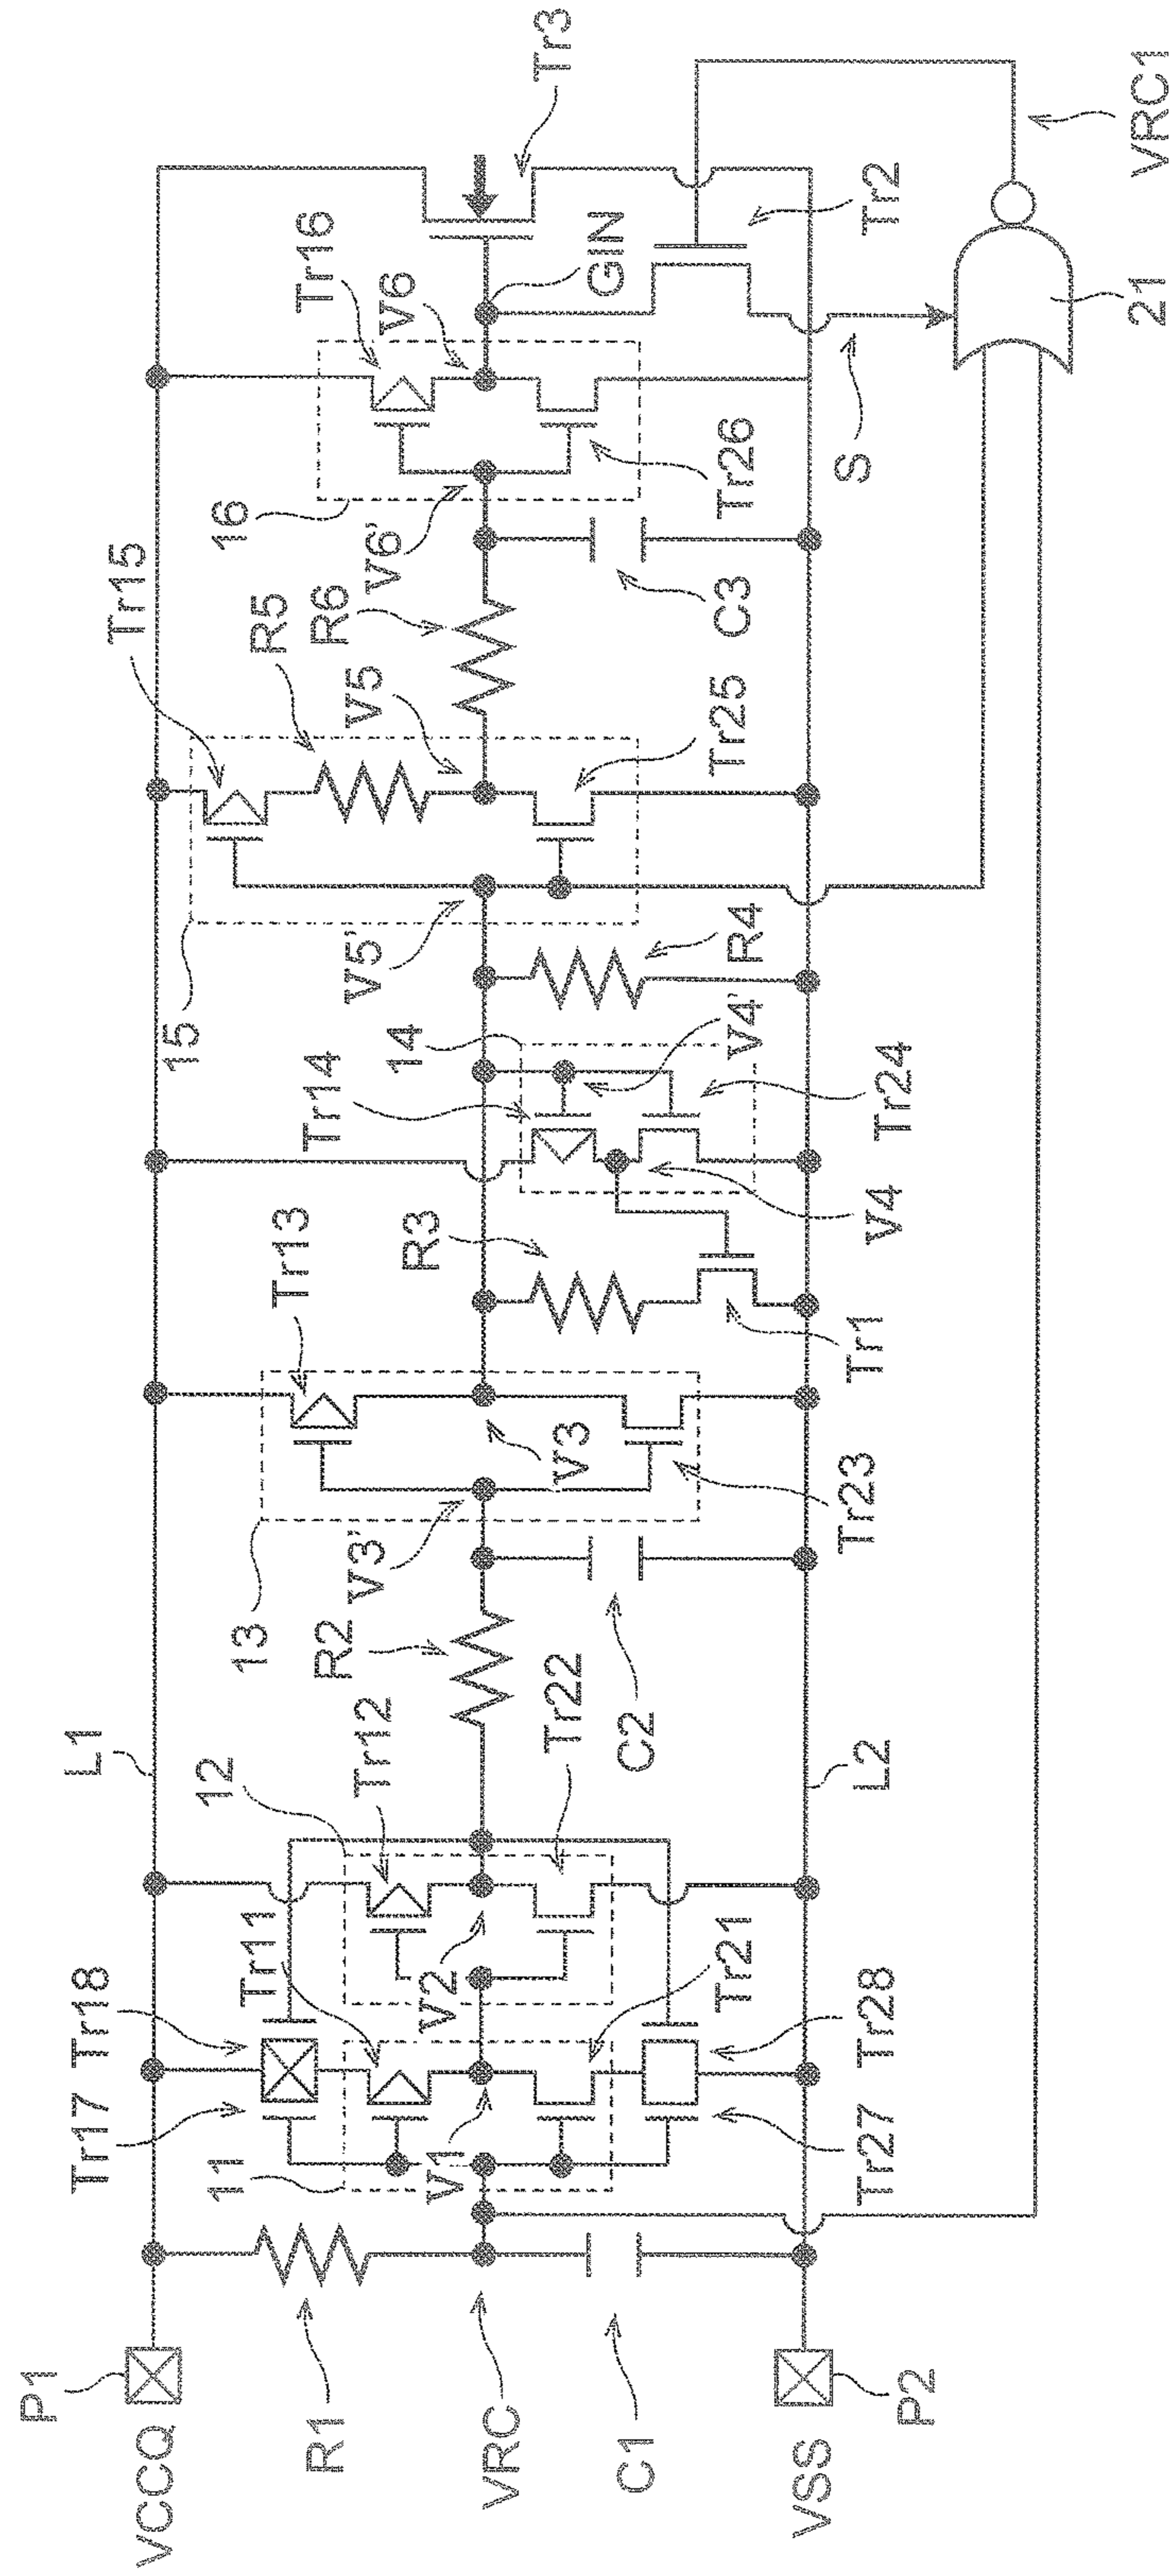 P1
VCCQ
R1
VRC
C1
VSS
P2
Tr17
Tr18
11
V1
Tr11
Tr21
Tr27
Tr28
12
V2
Tr12
Tr22
L1
L2
R2
C2
13
V3'
V3
Tr13
Tr23
R3
Tr1
Tr14
14
V4'
V4
Tr24
R4
15
V5'
V5
Tr15
R5
Tr25
R6
C3
16
V6'
V6
Tr16
Tr26
GIN
S
Tr3
Tr2
21
VRC1